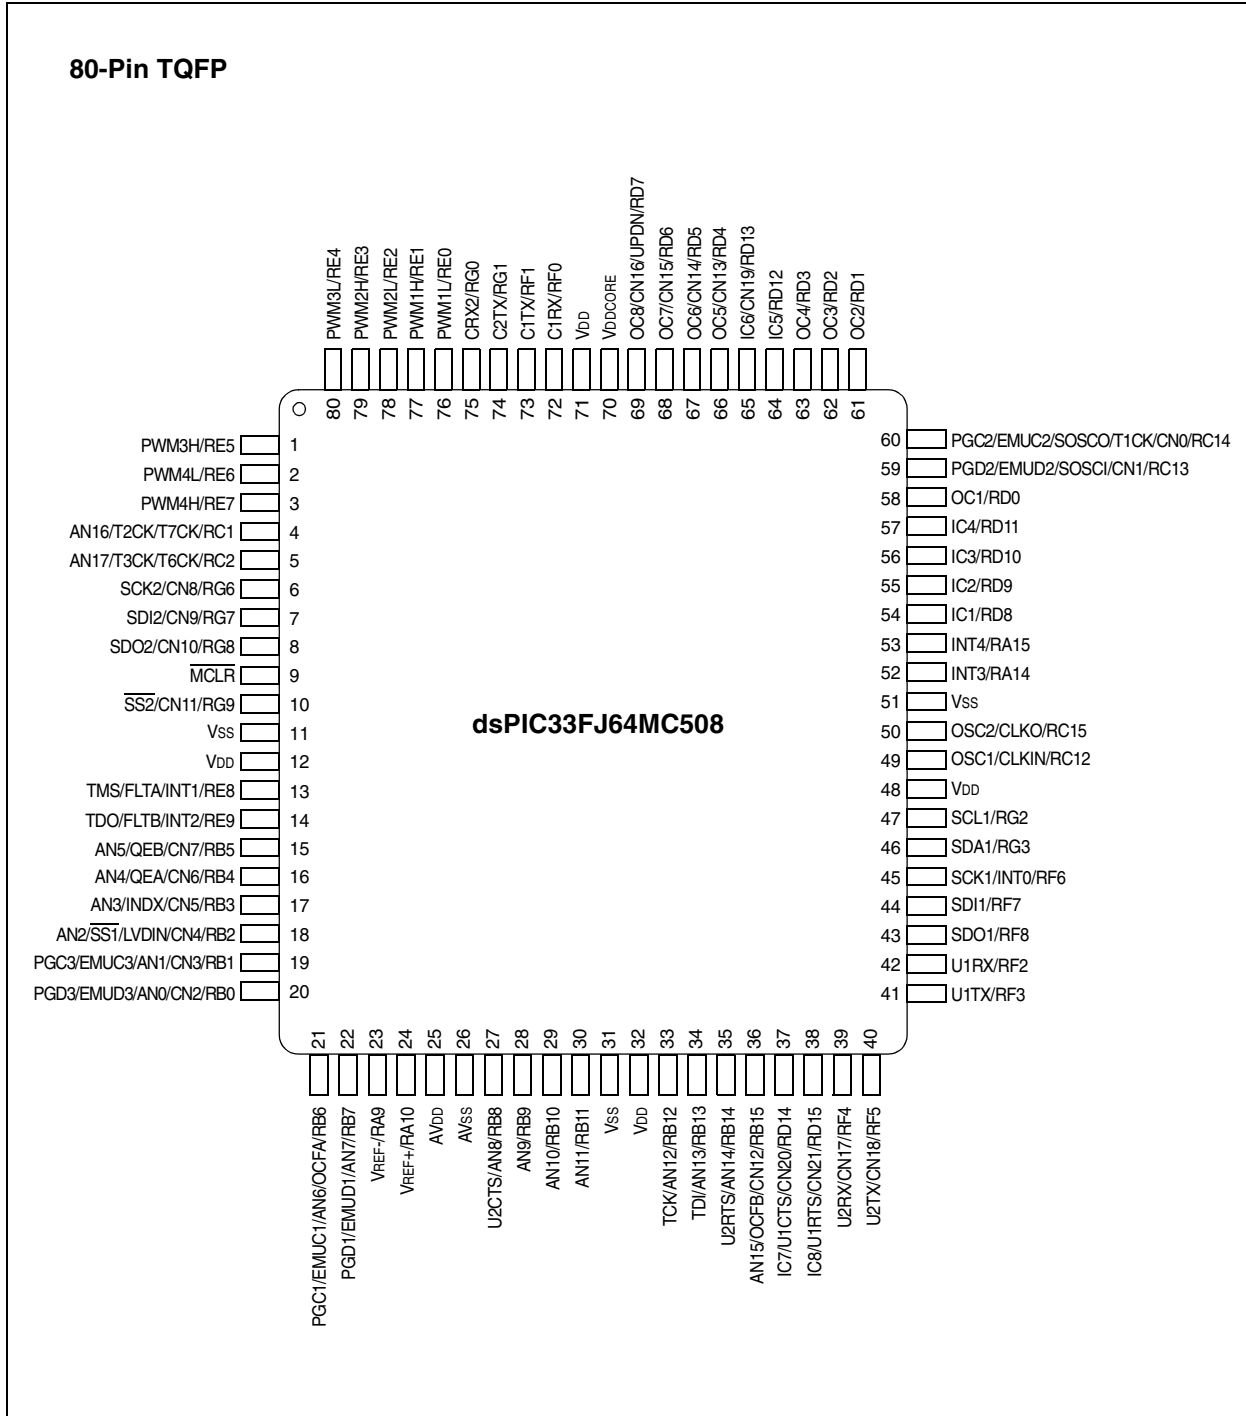 80-Pin TQFP
PWM3L/RE4
PWM2H/RE3
PWM2L/RE2
PWM1H/RE1
PWM1L/RE0
CRX2/RG0
C2TX/RG1
C1TX/RF1
C1RX/RF0
VDD
VDDCORE
OC8/CN16/UPDN/RD7
OC7/CN15/RD6
OC6/CN14/RD5
OC5/CN13/RD4
IC6/CN19/RD13
IC5/RD12
OC4/RD3
OC3/RD2
OC2/RD1
80
79
78
77
76
75
74
73
72
71
70
69
68
67
66
65
64
63
62
61
PWM3H/RE5 1
PWM4L/RE6 2
PWM4H/RE7 3
AN16/T2CK/T7CK/RC1 4
AN17/T3CK/T6CK/RC2 5
SCK2/CN8/RG6 6
SDI2/CN9/RG7 7
SDO2/CN10/RG8 8
MCLR 9
SS2/CN11/RG9 10
VSS 11
VDD 12
TMS/FLTA/INT1/RE8 13
TDO/FLTB/INT2/RE9 14
AN5/QEB/CN7/RB5 15
AN4/QEA/CN6/RB4 16
AN3/INDX/CN5/RB3 17
AN2/SS1/LVDIN/CN4/RB2 18
PGC3/EMUC3/AN1/CN3/RB1 19
PGD3/EMUD3/AN0/CN2/RB0 20
dsPIC33FJ64MC508
60 PGC2/EMUC2/SOSCO/T1CK/CN0/RC14
59 PGD2/EMUD2/SOSCI/CN1/RC13
58 OC1/RD0
57 IC4/RD11
56 IC3/RD10
55 IC2/RD9
54 IC1/RD8
53 INT4/RA15
52 INT3/RA14
51 VSS
50 OSC2/CLKO/RC15
49 OSC1/CLKIN/RC12
48 VDD
47 SCL1/RG2
46 SDA1/RG3
45 SCK1/INT0/RF6
44 SDI1/RF7
43 SDO1/RF8
42 U1RX/RF2
41 U1TX/RF3
21
22
23
24
25
26
27
28
29
30
31
32
33
34
35
36
37
38
39
40
PGC1/EMUC1/AN6/OCFA/RB6
PGD1/EMUD1/AN7/RB7
VREF-/RA9
VREF+/RA10
AVDD
AVSS
U2CTS/AN8/RB8
AN9/RB9
AN10/RB10
AN11/RB11
VSS
VDD
TCK/AN12/RB12
TDI/AN13/RB13
U2RTS/AN14/RB14
AN15/OCFB/CN12/RB15
IC7/U1CTS/CN20/RD14
IC8/U1RTS/CN21/RD15
U2RX/CN17/RF4
U2TX/CN18/RF5